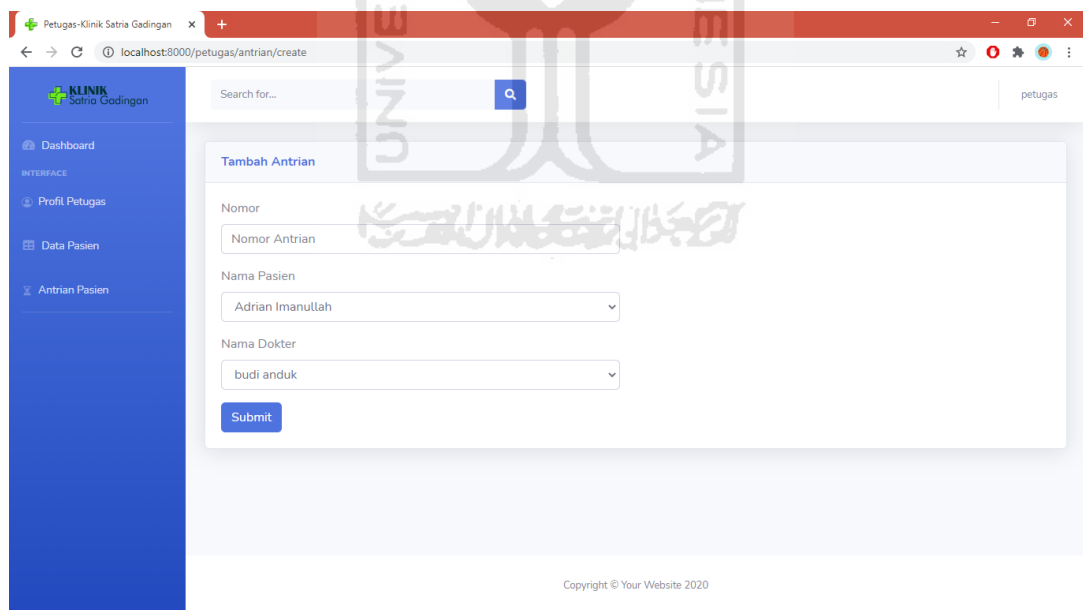 Petugas-Klinik Satria Gadingan
localhost:8000/petugas/antrian/create
KLINIK
Satria Gadingan
Search for...
petugas
Dashboard
INTERFACE
Profil Petugas
Data Pasien
Antrian Pasien
Tambah Antrian
Nomor
Nomor Antrian
Nama Pasien
Adrian Imanullah
Nama Dokter
budi anduk
Submit
Copyright © Your Website 2020